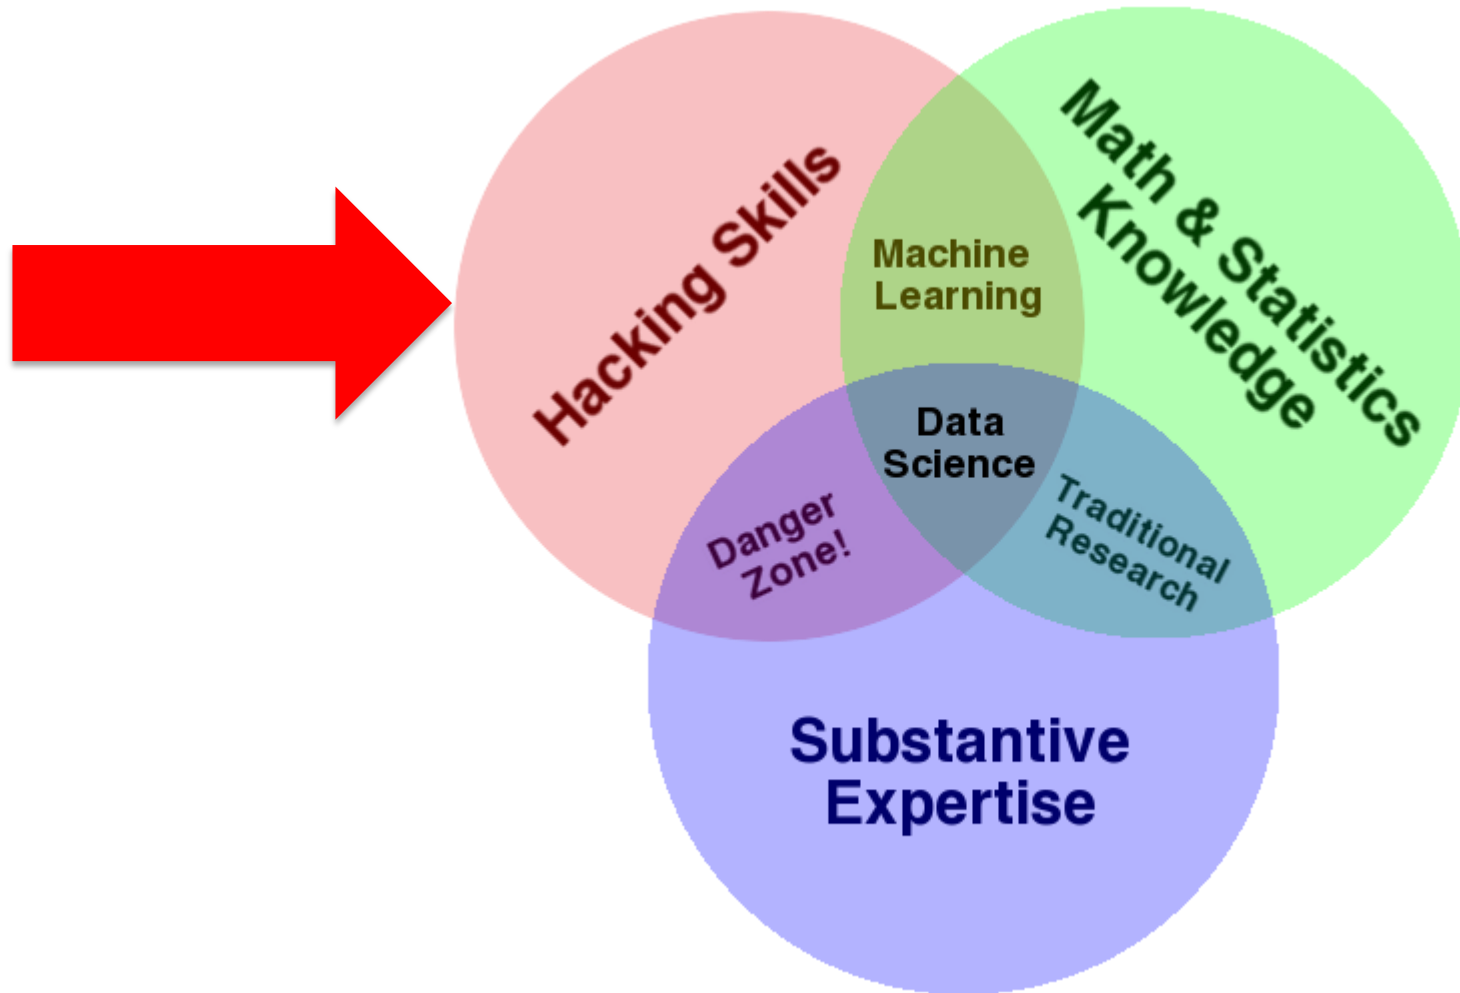 Hacking Skills
Math & Statistics
Knowledge
Machine
Learning
Data
Science
Danger
Zone!
Traditional
Research
Substantive
Expertise